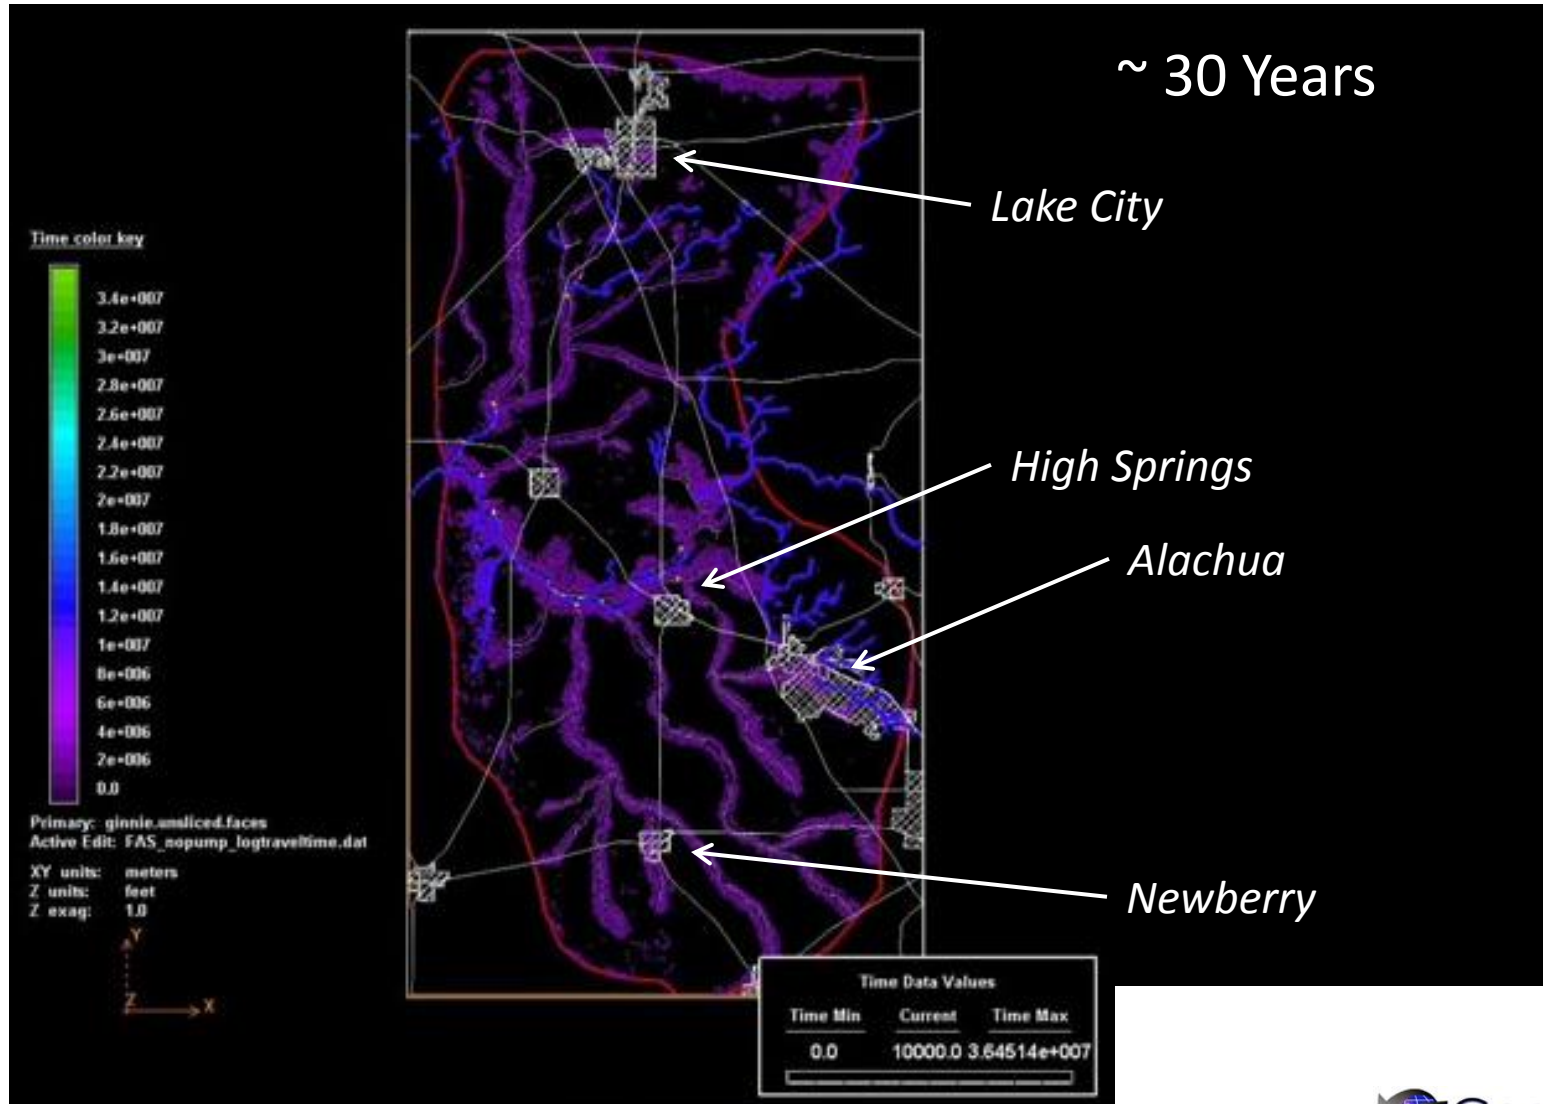 ~ 30 Years
Lake City
High Springs
Alachua
Newberry
Time color key
3.4e+007
3.2e+007
3e+007
2.8e+007
2.6e+007
2.4e+007
2.2e+007
2e+007
1.8e+007
1.6e+007
1.4e+007
1.2e+007
1e+007
8e+006
6e+006
4e+006
2e+006
0.0
Primary: ginnie.unsliced.faces
Active Edit: FAS_nopump_logtraveltime.dat
XY units: meters
Z units: feet
Z exag: 1.0
Y
Z
X
Time Data Values
Time Min Current Time Max
0.0 10000.0 3.64514e+007